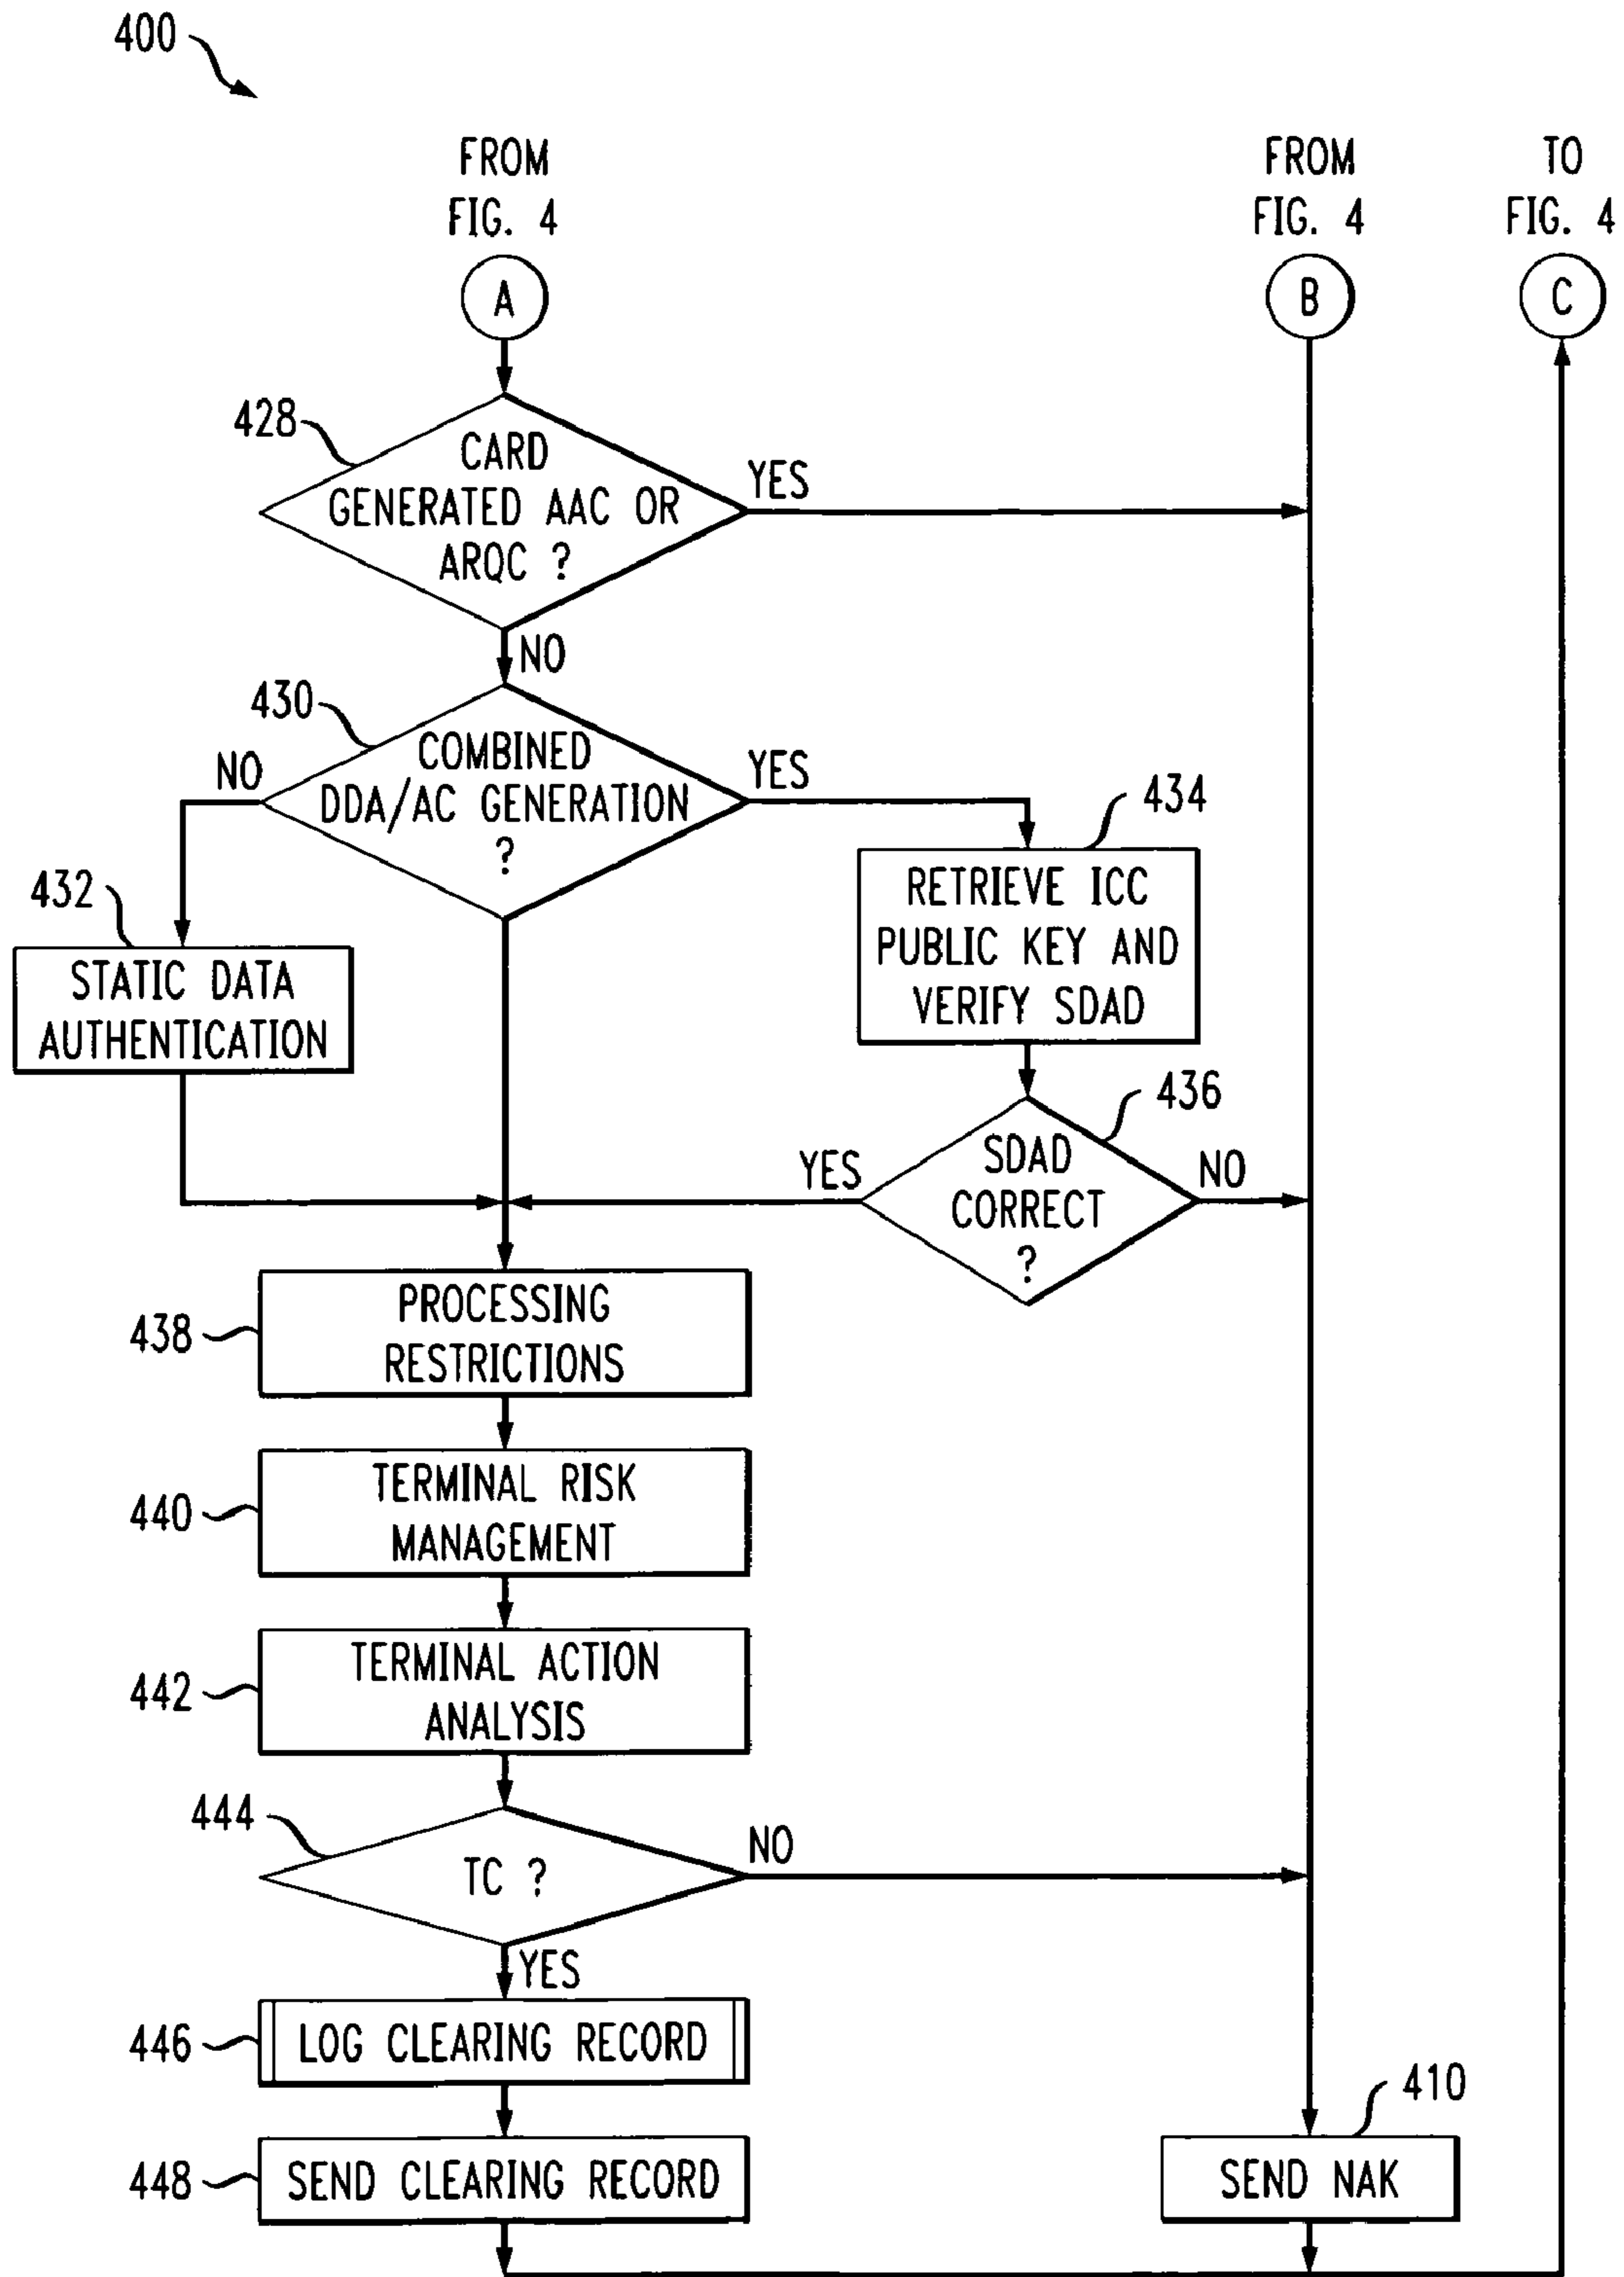 400
FROM
FIG. 4
A
FROM
FIG. 4
B
TO
FIG. 4
C
428
CARD
GENERATED AAC OR
ARQC ?
YES
NO
430
COMBINED
DDA/AC GENERATION
?
NO
YES
432
STATIC DATA
AUTHENTICATION
434
RETRIEVE ICC
PUBLIC KEY AND
VERIFY SDAD
436
SDAD
CORRECT
?
YES
NO
438
PROCESSING
RESTRICTIONS
440
TERMINAL RISK
MANAGEMENT
442
TERMINAL ACTION
ANALYSIS
444
TC ?
NO
YES
446
LOG CLEARING RECORD
448
SEND CLEARING RECORD
410
SEND NAK